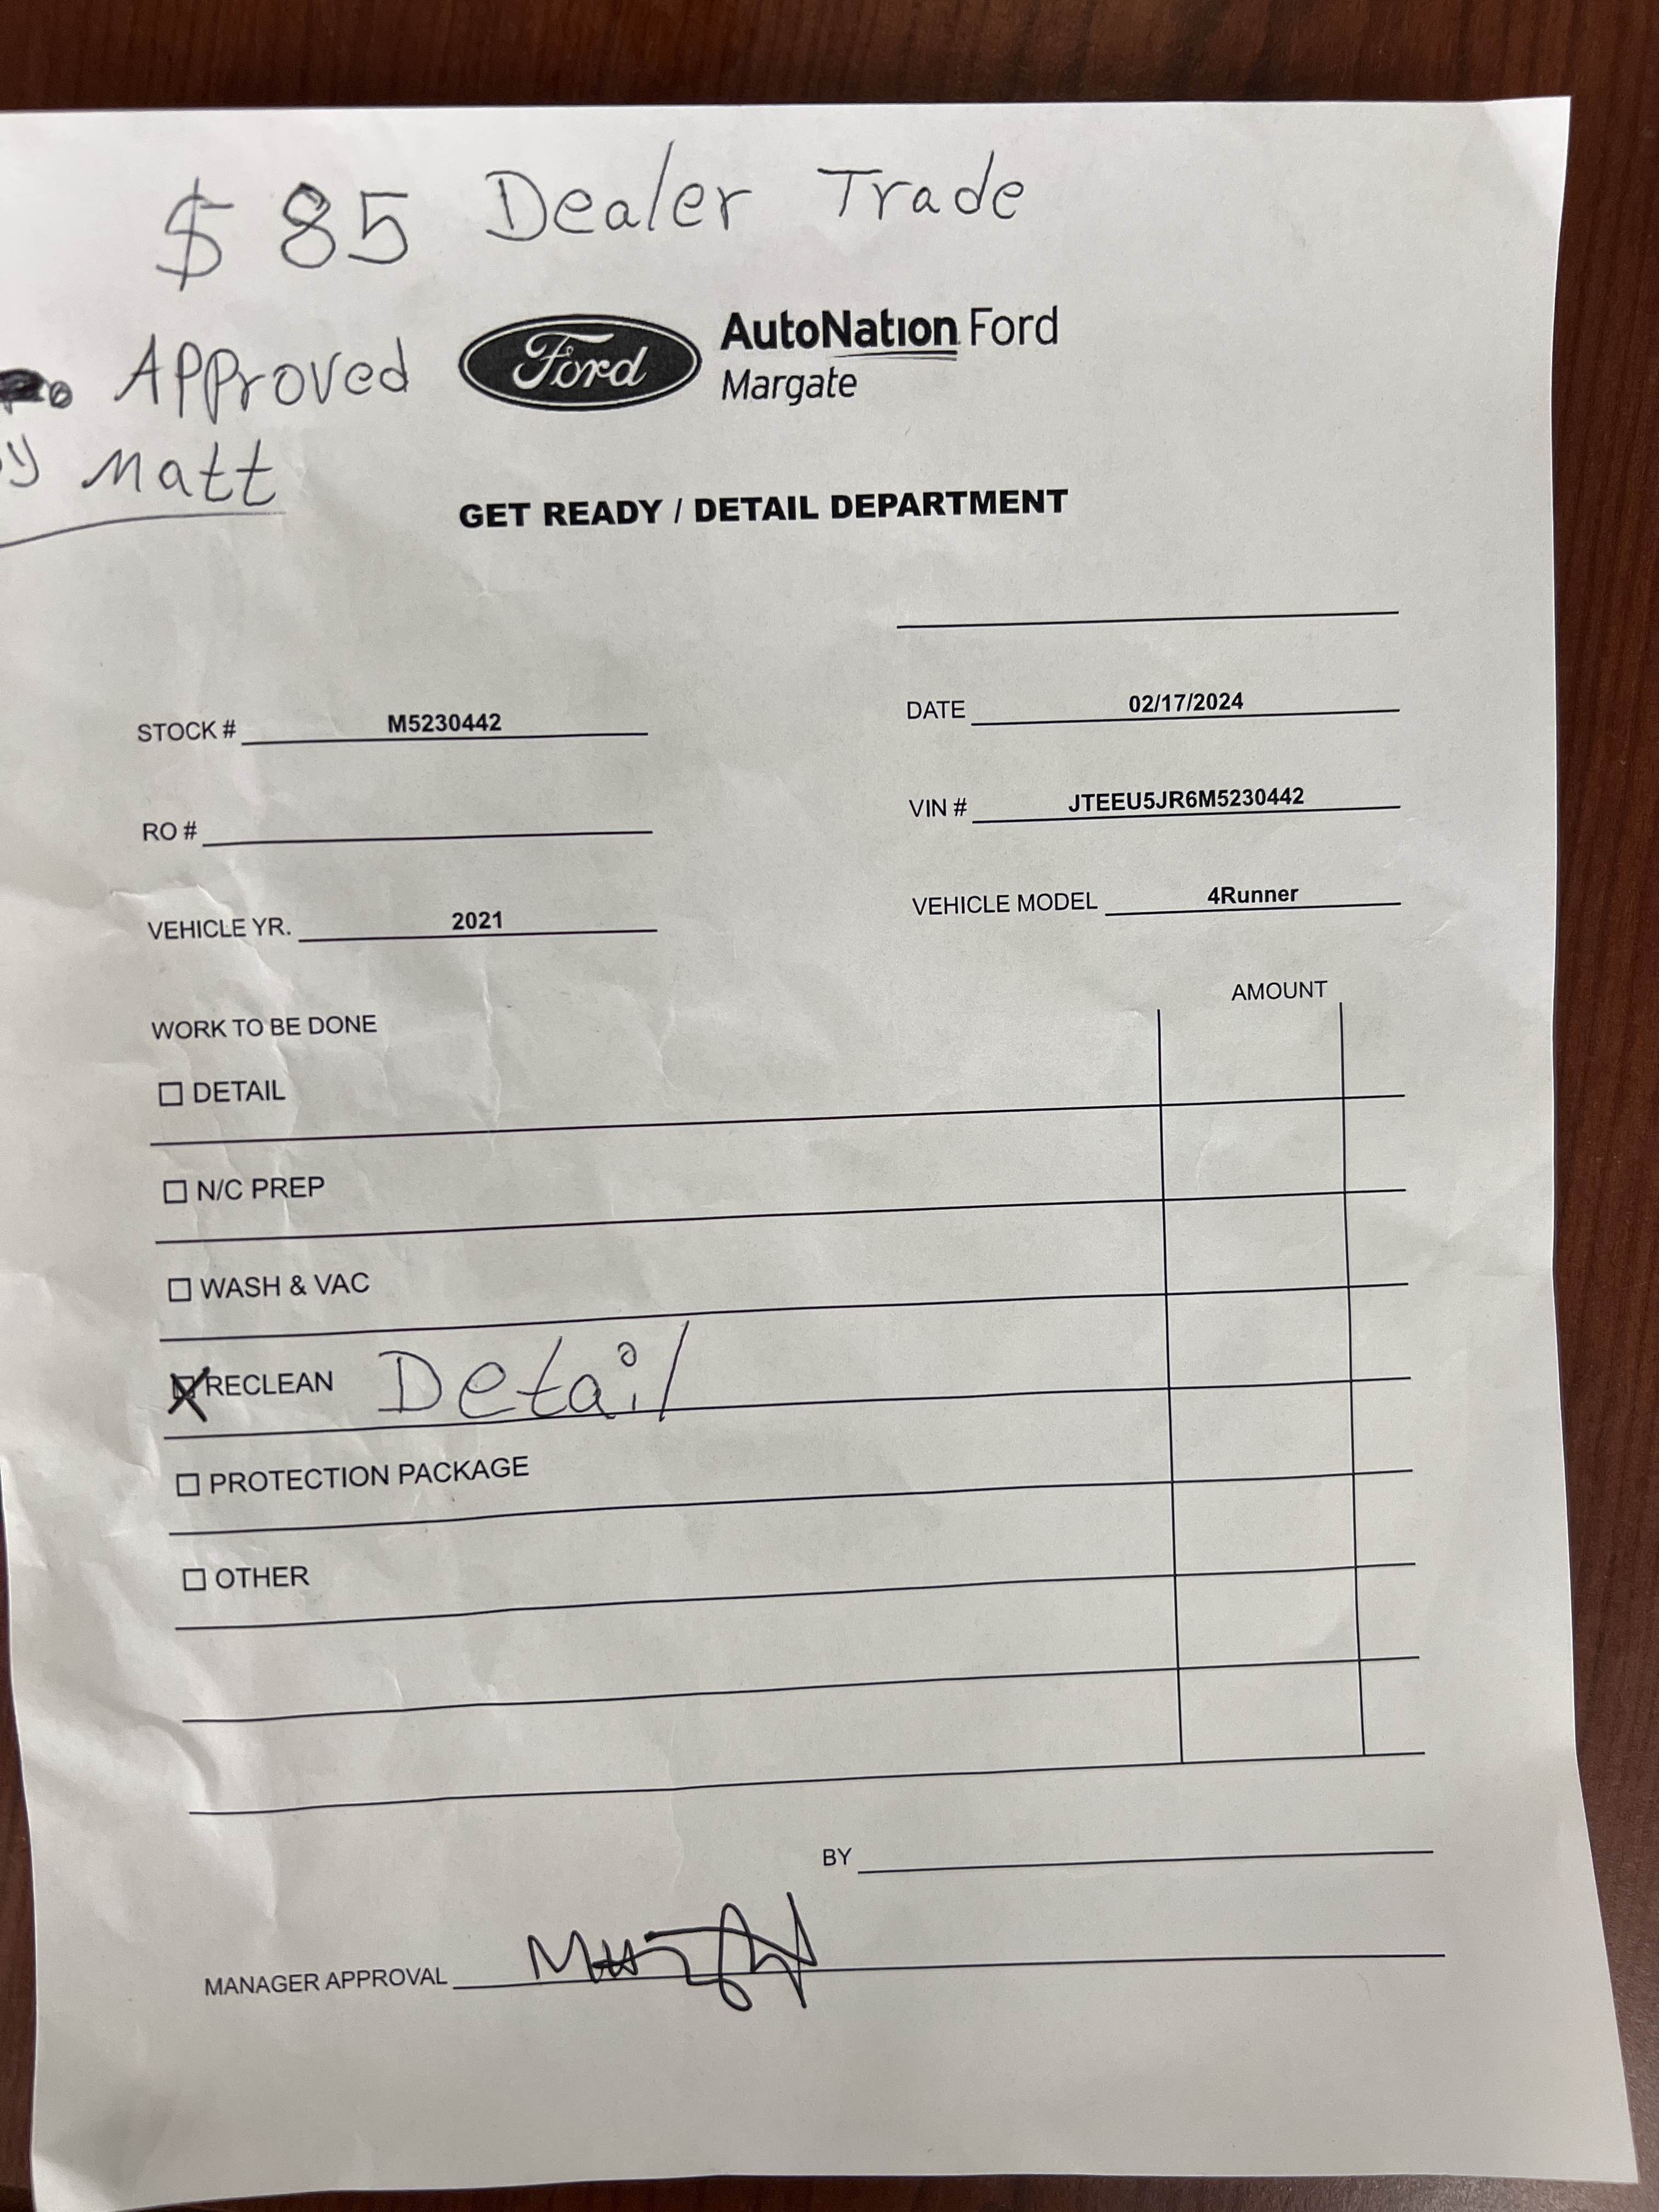 $85 Dealer Trade
Approved
by Matt
Ford
AutoNation Ford
Margate
GET READY / DETAIL DEPARTMENT
STOCK # M5230442
DATE 02/17/2024
RO #
VIN # JTEEU5JR6M5230442
VEHICLE YR. 2021
VEHICLE MODEL 4Runner
AMOUNT
WORK TO BE DONE
DETAIL
N/C PREP
WASH & VAC
RECLEAN Detail
PROTECTION PACKAGE
OTHER
BY
MANAGER APPROVAL